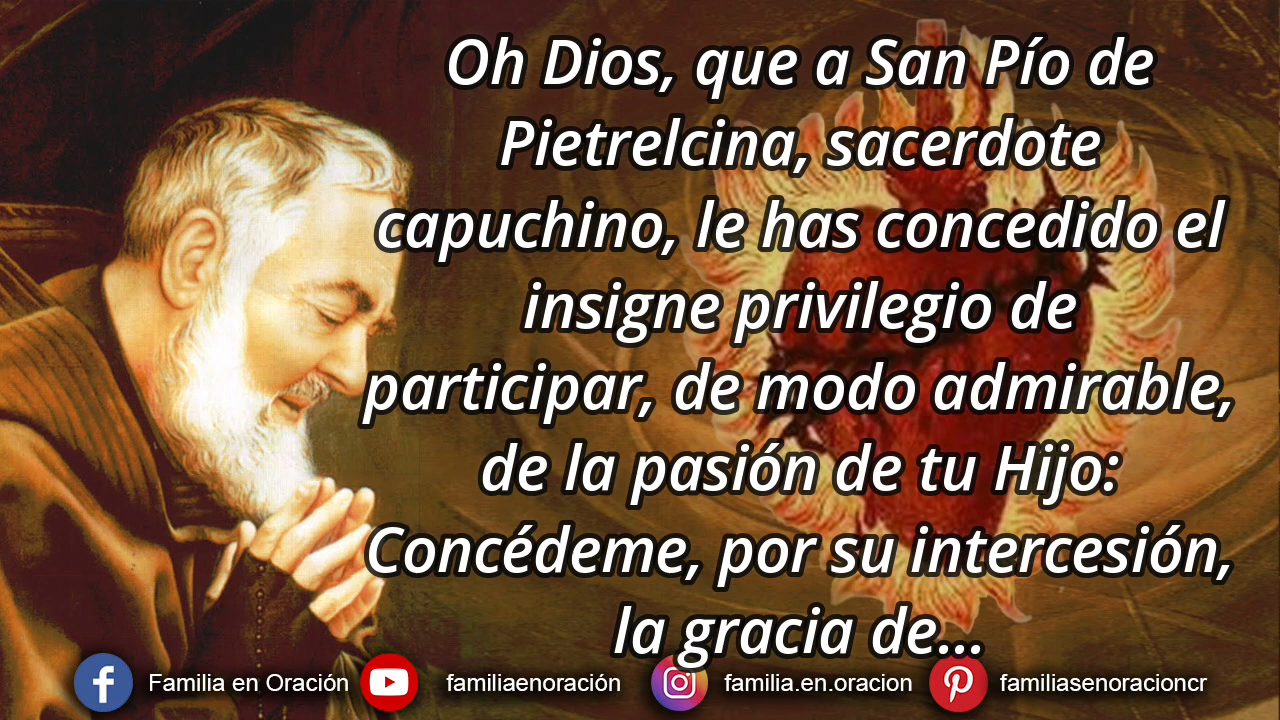 Oh Dios, que a San Pío de
Pietrelcina, sacerdote
capuchino, le has concedido el
insigne privilegio de
participar, de modo admirable,
de la pasión de tu Hijo:
Concédeme, por su intercesión,
la gracia de...
Familia en Oración familiaenoración familia.en.oracion familiasenoracioncr